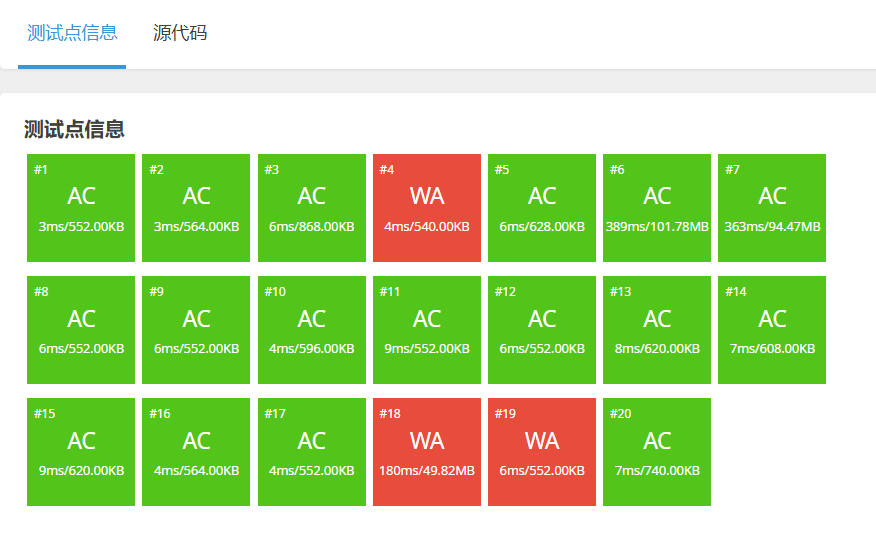 测试点信息 源代码
测试点信息
#1 #2 #3 #4 #5 #6 #7
AC AC AC WA AC AC AC
3ms/552.00KB 3ms/564.00KB 6ms/868.00KB 4ms/540.00KB 6ms/628.00KB 389ms/101.78MB 363ms/94.47MB
#8 #9 #10 #11 #12 #13 #14
AC AC AC AC AC AC AC
6ms/552.00KB 6ms/552.00KB 4ms/596.00KB 9ms/552.00KB 6ms/552.00KB 8ms/620.00KB 7ms/608.00KB
#15 #16 #17 #18 #19 #20
AC AC AC WA WA AC
9ms/620.00KB 4ms/564.00KB 4ms/552.00KB 180ms/49.82MB 6ms/552.00KB 7ms/740.00KB